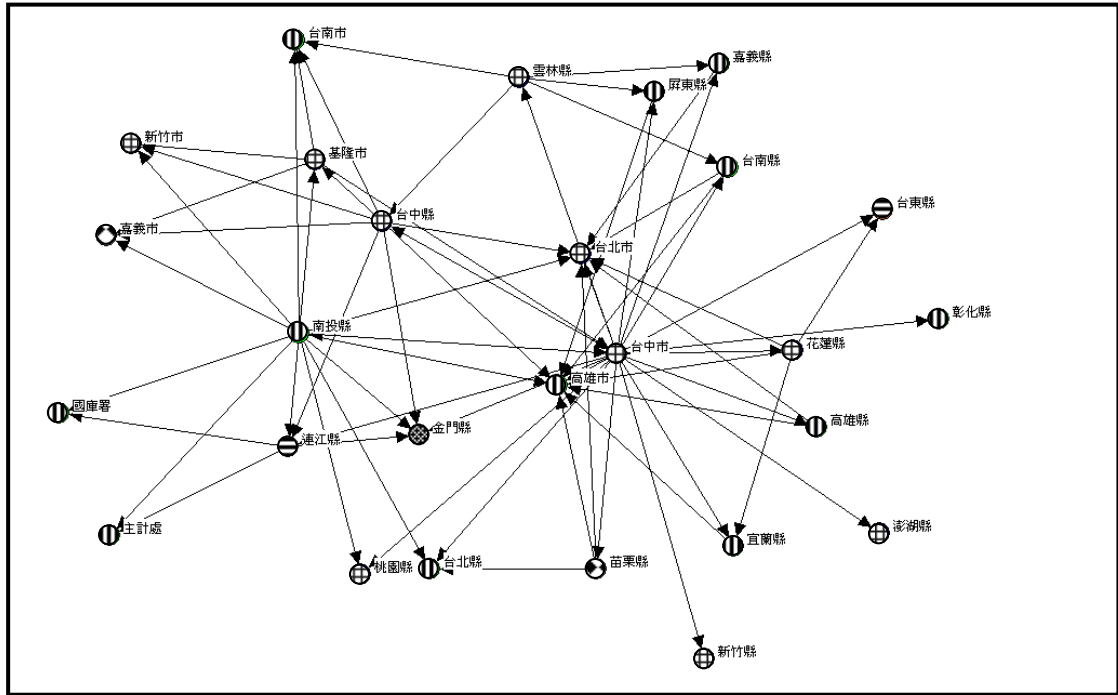 台南市
雲林縣
嘉義縣
屏東縣
新竹市
基隆市
台南縣
台東縣
台中縣
嘉義市
台北市
彰化縣
南投縣
台中市
花蓮縣
高雄市
國庫署
連江縣
金門縣
高雄縣
主計處
澎湖縣
宜蘭縣
桃園縣
台北縣
苗栗縣
新竹縣